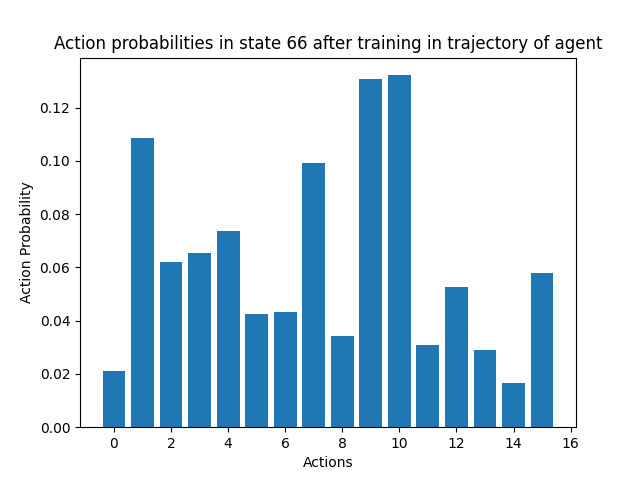 Action probabilities in state 66 after training in trajectory of agent
0.12
0.10
0.08
0.06
0.04
0.02
0.00
Action Probability
0 2 4 6 8 10 12 14 16
Actions